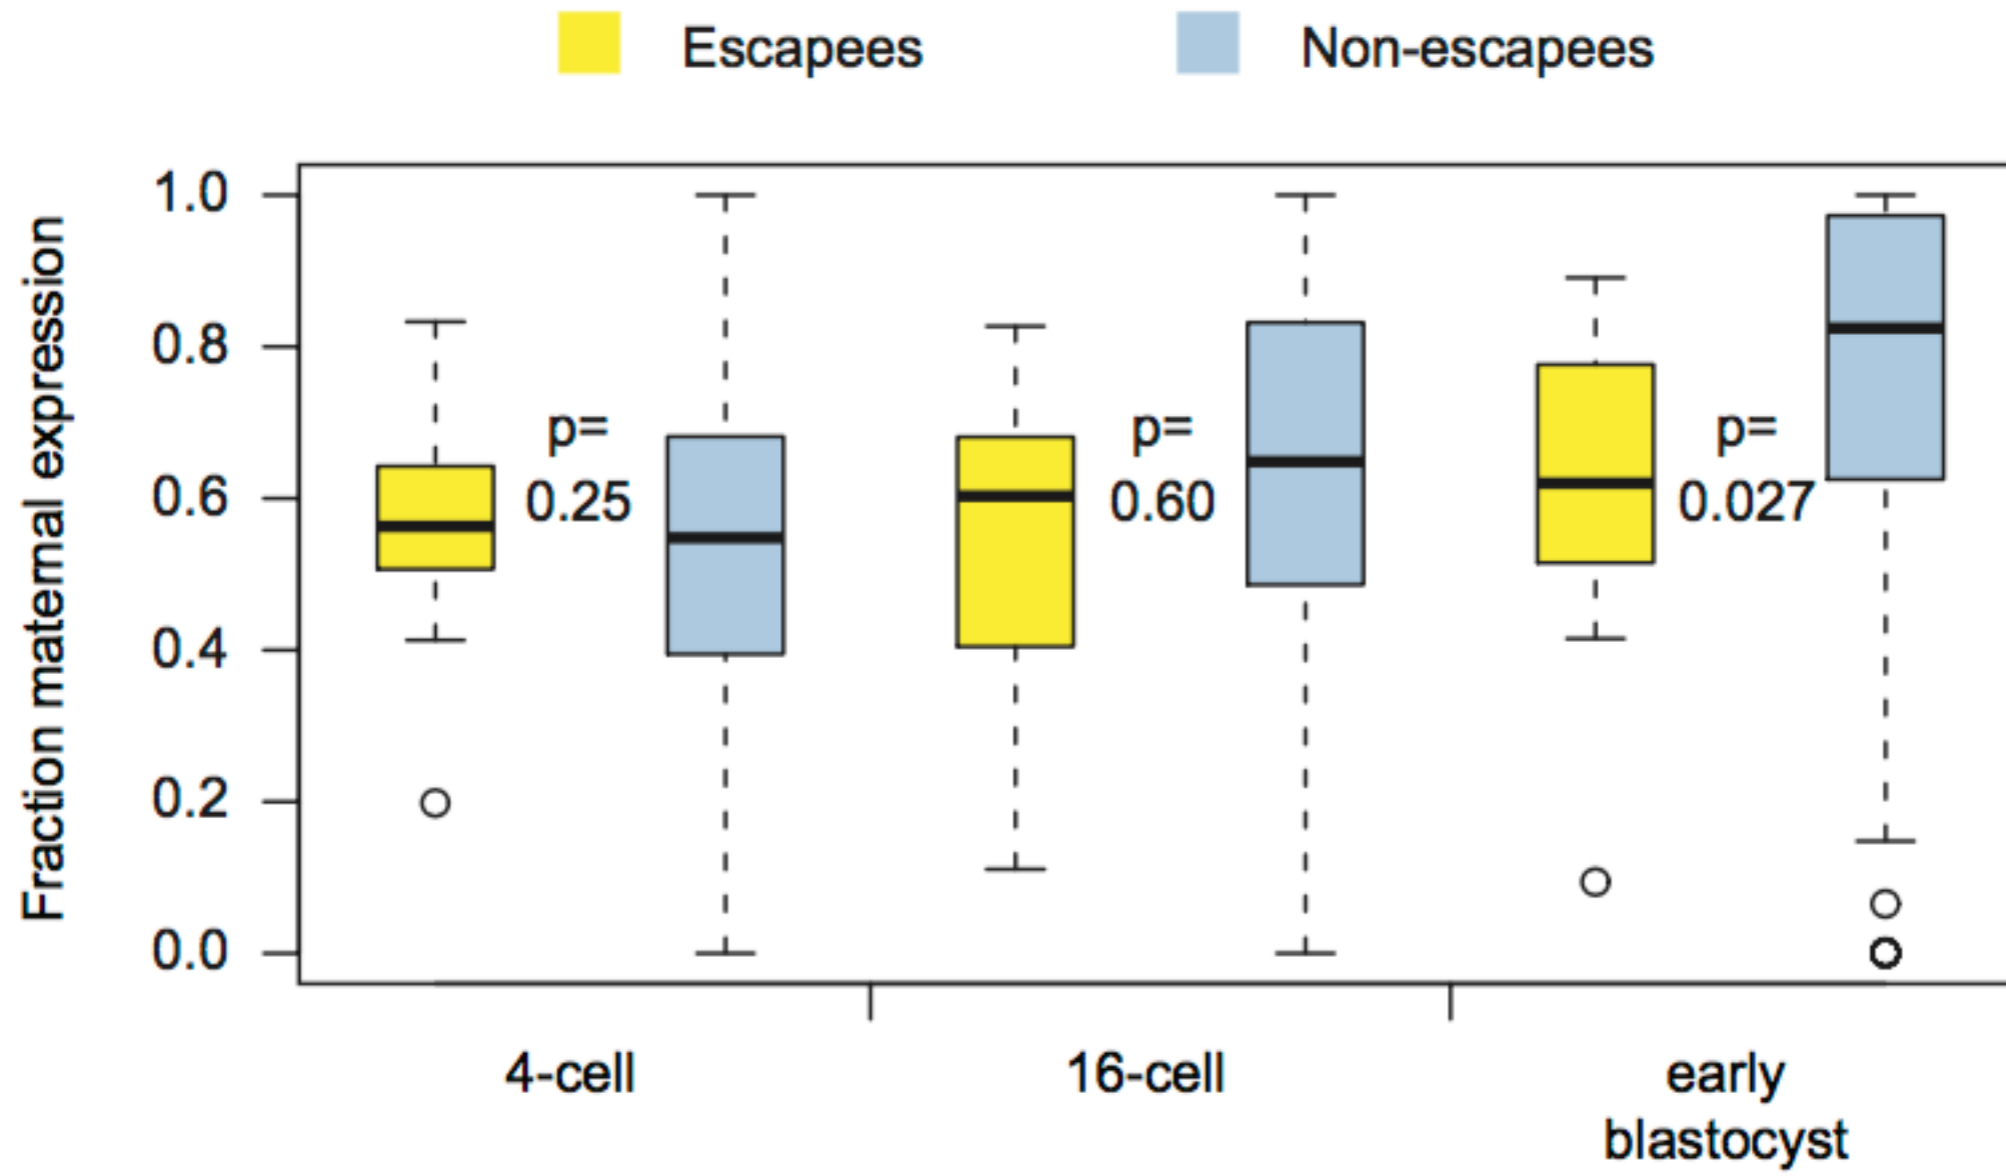 Escapees
Non-escapees
Fraction maternal expression
1.0
0.8
0.6
0.4
0.2
0.0
p=
0.25
p=
0.60
p=
0.027
4-cell
16-cell
early
blastocyst